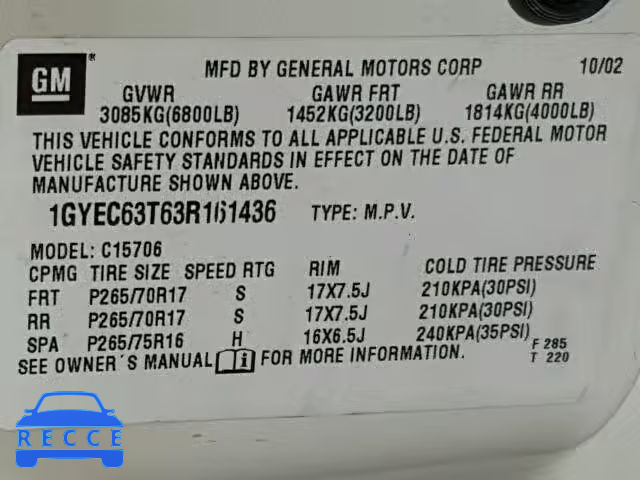 GM®
MFD BY GENERAL MOTORS CORP 10/02
GVWR GAWR FRT GAWR RR
3085KG(6800LB) 1452KG(3200LB) 1814KG(4000LB)
THIS VEHICLE CONFORMS TO ALL APPLICABLE U.S. FEDERAL MOTOR
VEHICLE SAFETY STANDARDS IN EFFECT ON THE DATE OF
MANUFACTURE SHOWN ABOVE.
1GYEC63T63R161436 TYPE: M.P.V.
MODEL: C15706
CPMG TIRE SIZE SPEED RTG RIM COLD TIRE PRESSURE
FRT P265/70R17 S 17X7.5J 210KPA(30PSI)
RR P265/70R17 S 17X7.5J 210KPA(30PSI)
SPA P265/75R16 H 16X6.5J 240KPA(35PSI)
SEE OWNER´S MANUAL FOR MORE INFORMATION.
F 285
T 220
RECCE